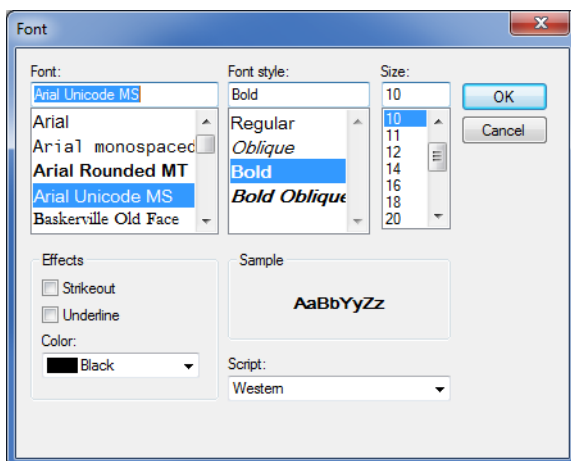 Font
Font:
Arial Unicode MS
Arial
Arial monospaced
Arial Rounded MT
Arial Unicode MS
Baskerville Old Face
Font style:
Bold
Regular
Oblique
Bold
Bold Oblique
Size:
10
10
11
12
14
16
18
20
OK
Cancel
Effects
Strikeout
Underline
Color:
Black
Sample
AaBbYyZz
Script:
Western